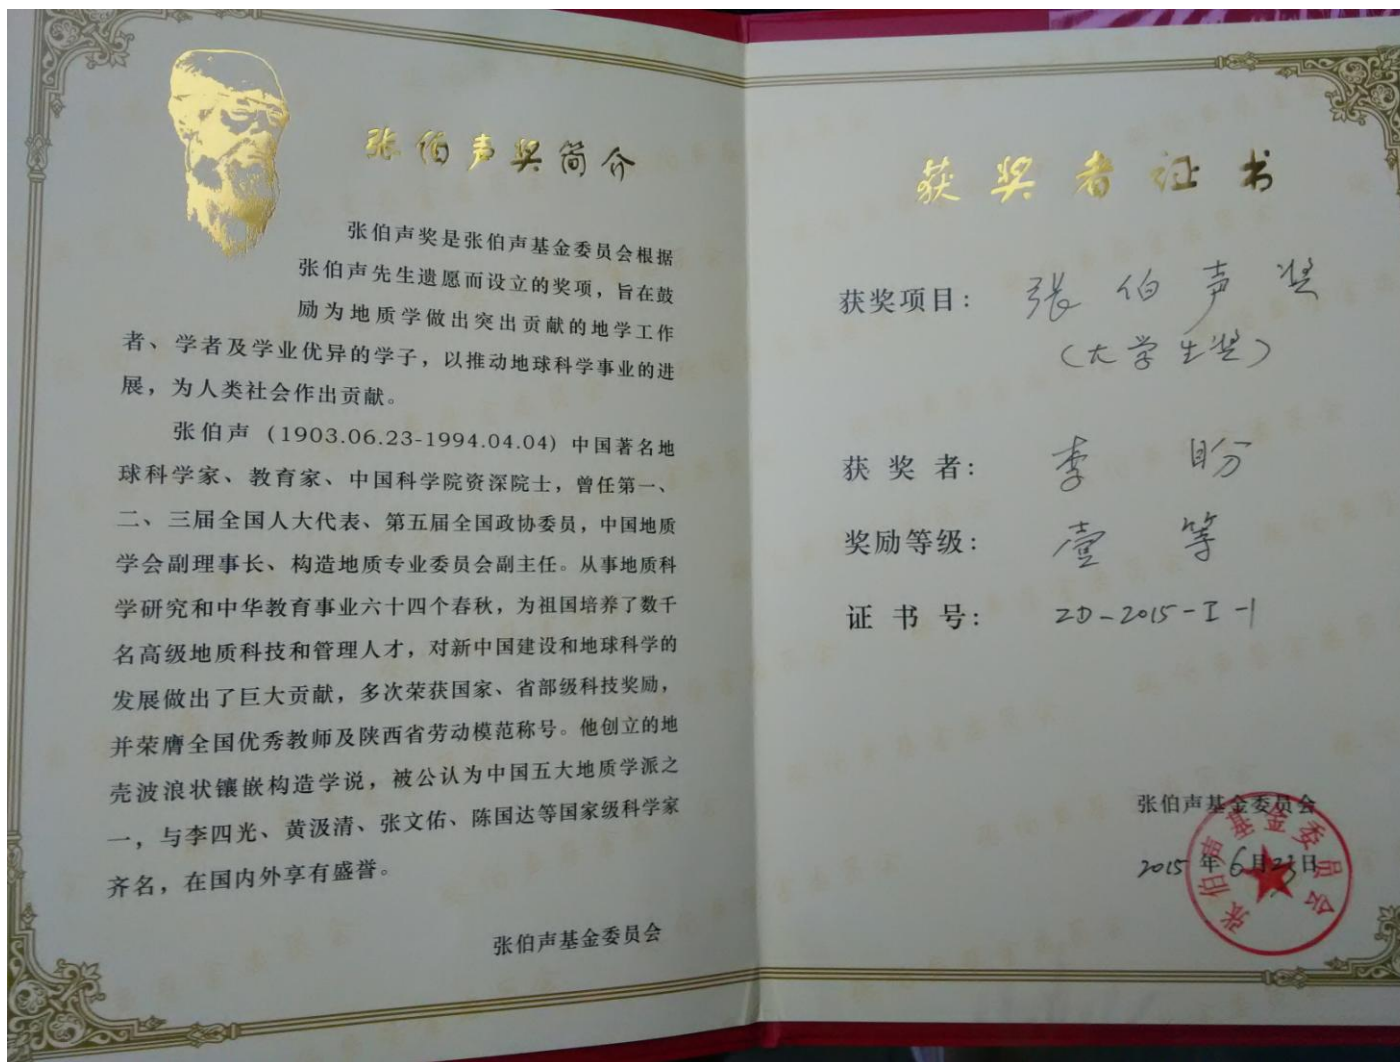 张伯声奖简介
张伯声奖是张伯声基金委员会根据
张伯声先生遗愿而设立的奖项，旨在鼓
励为地质学做出突出贡献的地学工作
者、学者及学业优异的学子，以推动地球科学事业的进
展，为人类社会作出贡献。
张伯声（1903.06.23-1994.04.04）中国著名地
球科学家、教育家、中国科学院资深院士，曾任第一、
二、三届全国人大代表、第五届全国政协委员，中国地质
学会副理事长、构造地质专业委员会副主任。从事地质科
学研究和中华教育事业六十四个春秋，为祖国培养了数千
名高级地质科技和管理人才，对新中国建设和地球科学的
发展做出了巨大贡献，多次荣获国家、省部级科技奖励，
并荣膺全国优秀教师及陕西省劳动模范称号。他创立的地
壳波浪状镶嵌构造学说，被公认为中国五大地质学派之
一，与李四光、黄汲清、张文佑、陈国达等国家级科学家
齐名，在国内外享有盛誉。
张伯声基金委员会
获奖者证书
获奖项目：張伯声奖
（大学生奖）
获奖者：李盼
奖励等级：壹等
证书号：ZD-2015-I-1
张伯声基金委员会
2015年6月23日
张伯声基金委员会